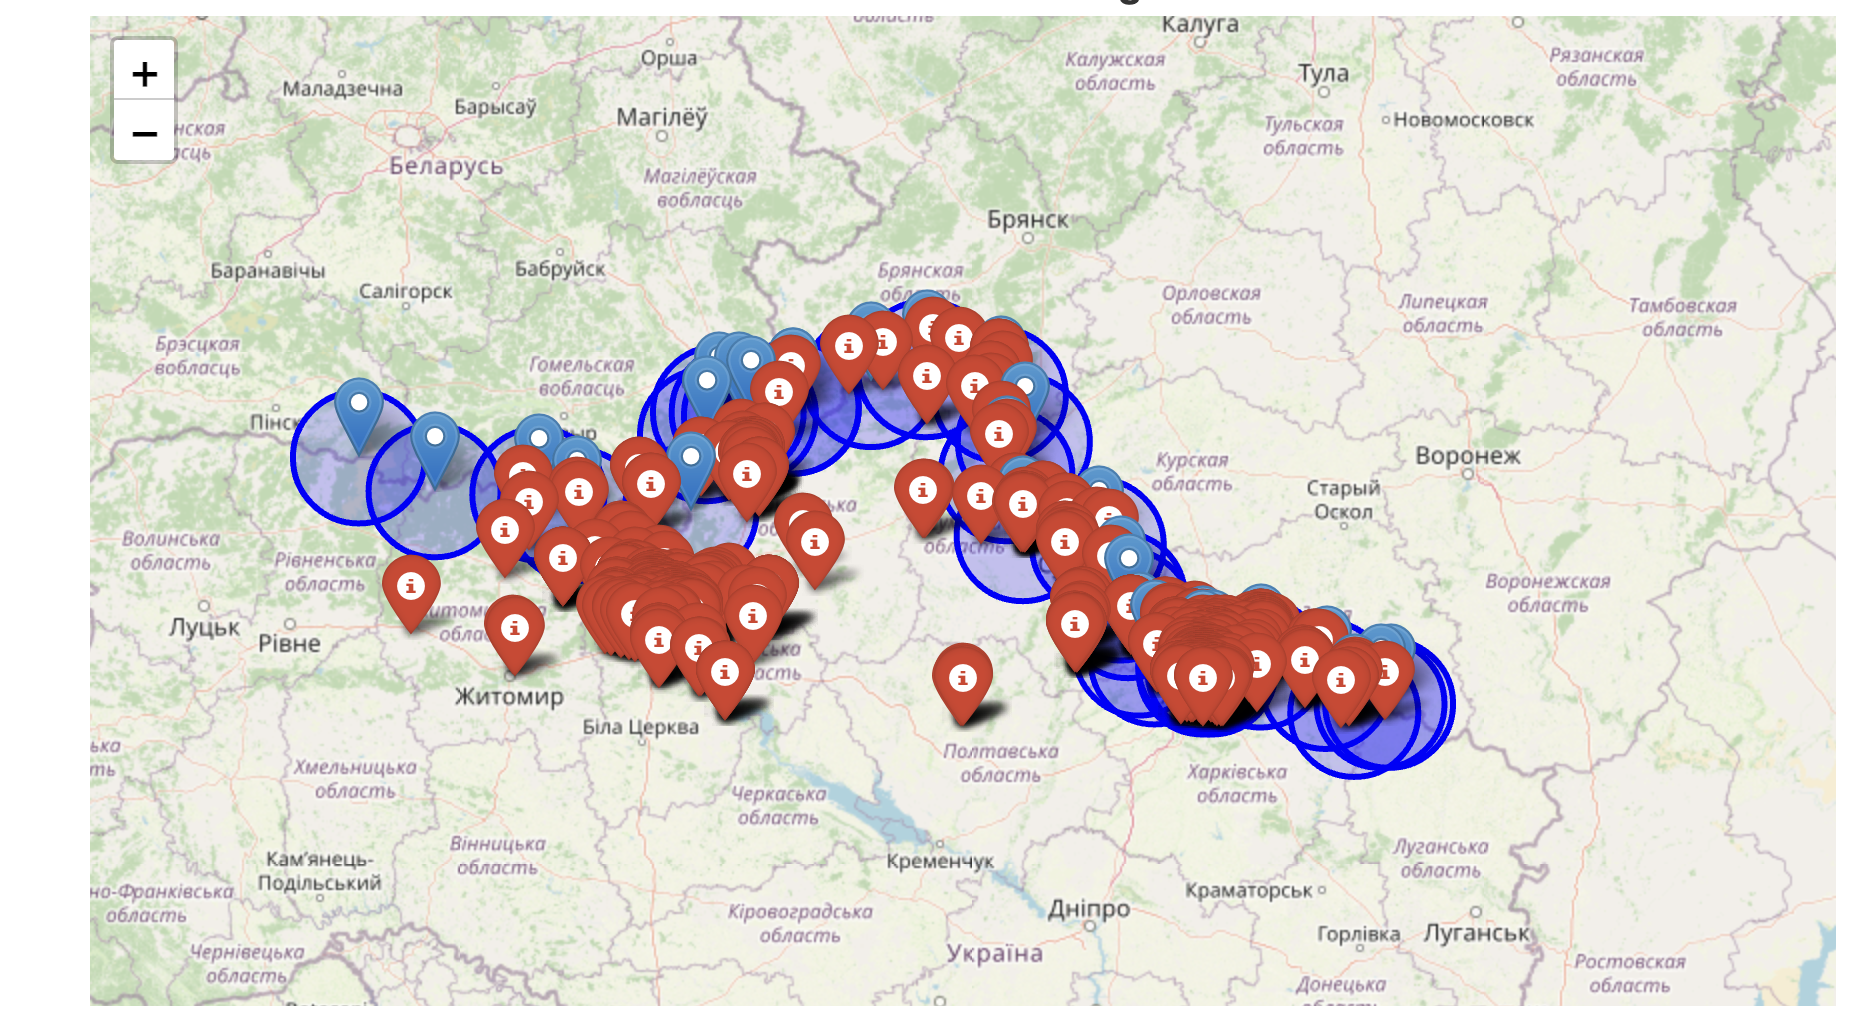 Калуга
Орша
Калужская
область
Рязанская
область
Тула
+
Маладзечна
Барысаў
Магілёў
Новомосковск
−
Тульская
область
Беларусь
Магілёўская
вобласць
Брянск
Баранавічы
Бабруйск
Салігорск
Брянская
Орловская
область
Липецкая
область
Тамбовская
область
Брэсцкая
вобласць
Гомельская
вобласць
Воронеж
Курская
область
Старый
Оскол
Волинська
область
Рівненська
область
область
Воронежская
область
Луцьк
Рівне
Житомир
Біла Церква
Полтавська
область
Хмельницька
область
Харківська
область
Черкаська
область
Вінницька
область
Кам'янець-
Подільський
Кременчук
Луганська
область
но-Франківська
область
Краматорськ
Кіровоградська
область
Дніпро
Горлівка
Луганськ
Чернівецька
область
Україна
Ростовская
область
Донецька